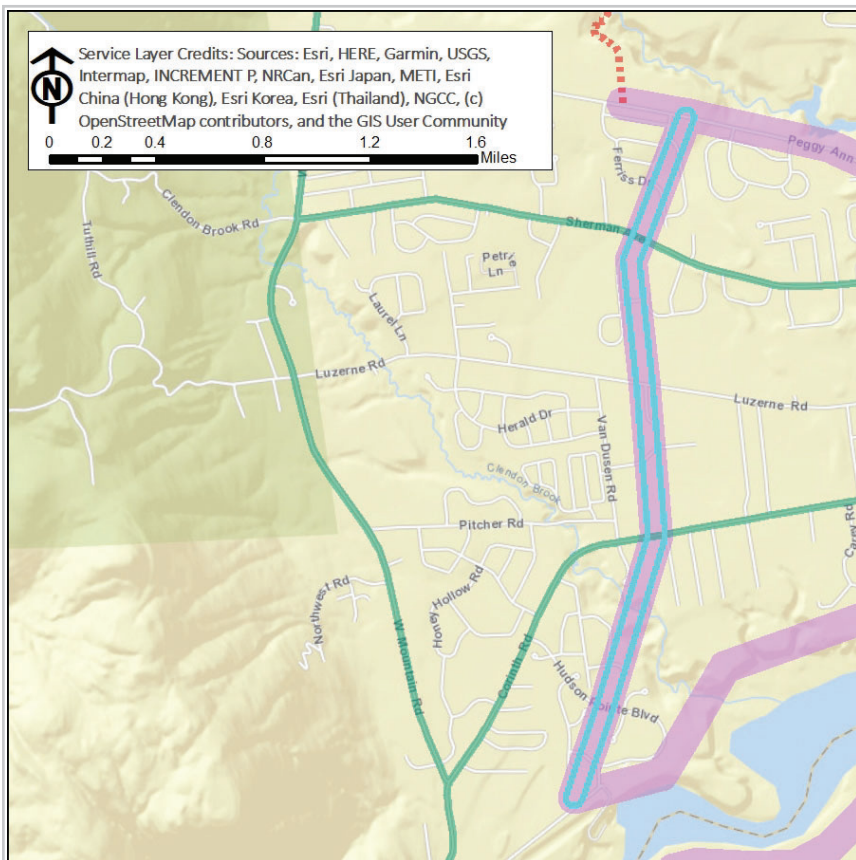 Service Layer Credits: Sources: Esri, HERE, Garmin, USGS,
Intermap, INCREMENT P, NRCan, Esri Japan, METI, Esri
China (Hong Kong), Esri Korea, Esri (Thailand), NGCC, (c)
OpenStreetMap contributors, and the GIS User Community
N
0 0.2 0.4 0.8 1.2 1.6
Miles
Peggy Ann
Ferriss Dr
Clendon Brook Rd
Tuthill Rd
Sherman Ave
Petrie
Ln
Laurel Ln
Luzerne Rd
Luzerne Rd
Herald Dr
Van Dusen Rd
Clendon Brook
Pitcher Rd
Carey Rd
Northwest Rd
Hovey Hollow Rd
W Mountain Rd
Corinth Rd
Hudson Pointe Blvd